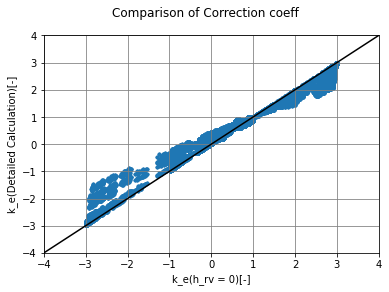 Comparison of Correction coeff
k_e(Detailed Calculation)[-]
4
3
2
1
0
−1
−2
−3
−4
−4 −3 −2 −1 0 1 2 3 4
k_e(h_rv = 0)[-]